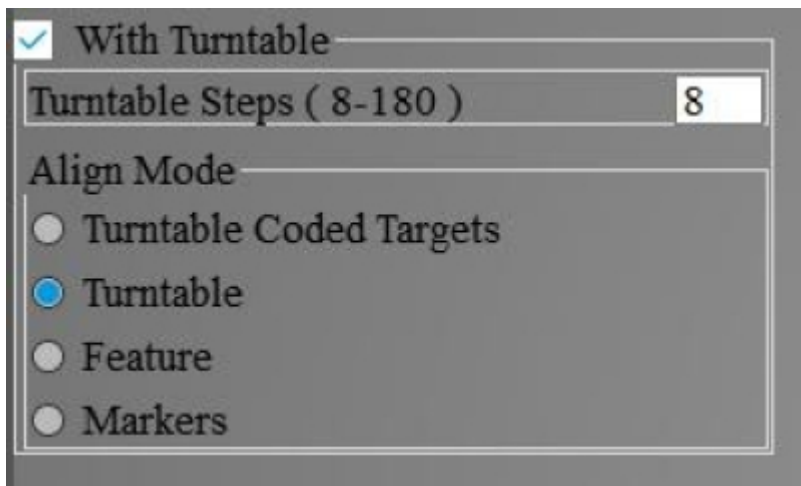 With Turntable
Turntable Steps ( 8-180 ) 8
Align Mode
Turntable Coded Targets
Turntable
Feature
Markers